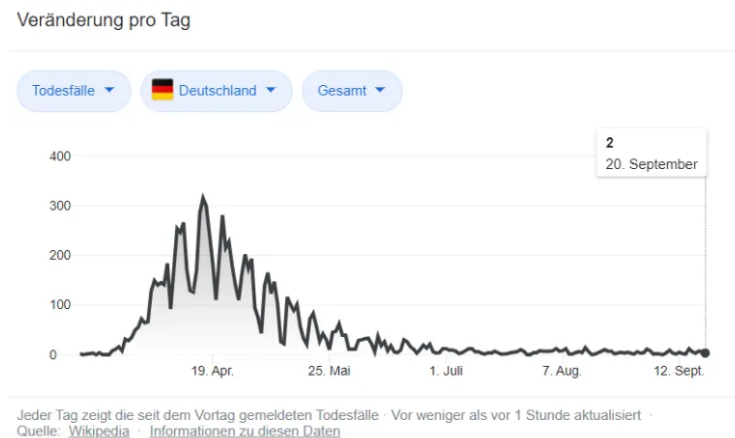 Veränderung pro Tag
Todesfälle Deutschland Gesamt
2
20. September
400
300
200
100
0
19. Apr. 25. Mai 1. Juli 7. Aug. 12. Sept.
Jeder Tag zeigt die seit dem Vortag gemeldeten Todesfälle · Vor weniger als vor 1 Stunde aktualisiert ·
Quelle: Wikipedia · Informationen zu diesen Daten